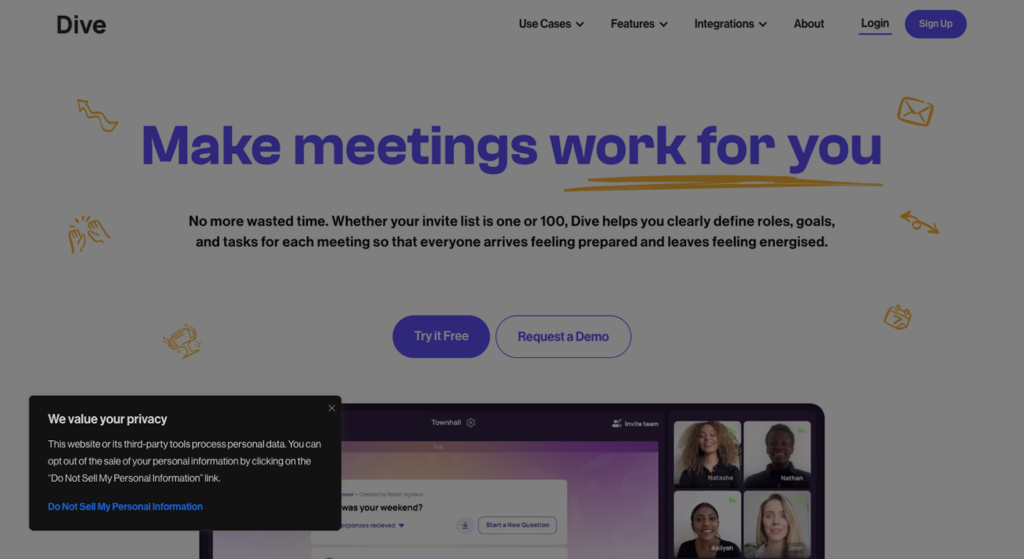 Dive
Use Cases
Features
Integrations
About
Login
Sign Up
Make meetings work for you
No more wasted time. Whether your invite list is one or 100, Dive helps you clearly define roles, goals,
and tasks for each meeting so that everyone arrives feeling prepared and leaves feeling energised.
Try it Free
Request a Demo
We value your privacy
This website or its third-party tools process personal data. You can
opt out of the sale of your personal information by clicking on the
"Do Not Sell My Personal Information" link.
Do Not Sell My Personal Information
Townhall
Invite team
Created by Nitesh Agrawal
was your weekend?
Start a New Question
Natasha
Nathan
Aaliyah